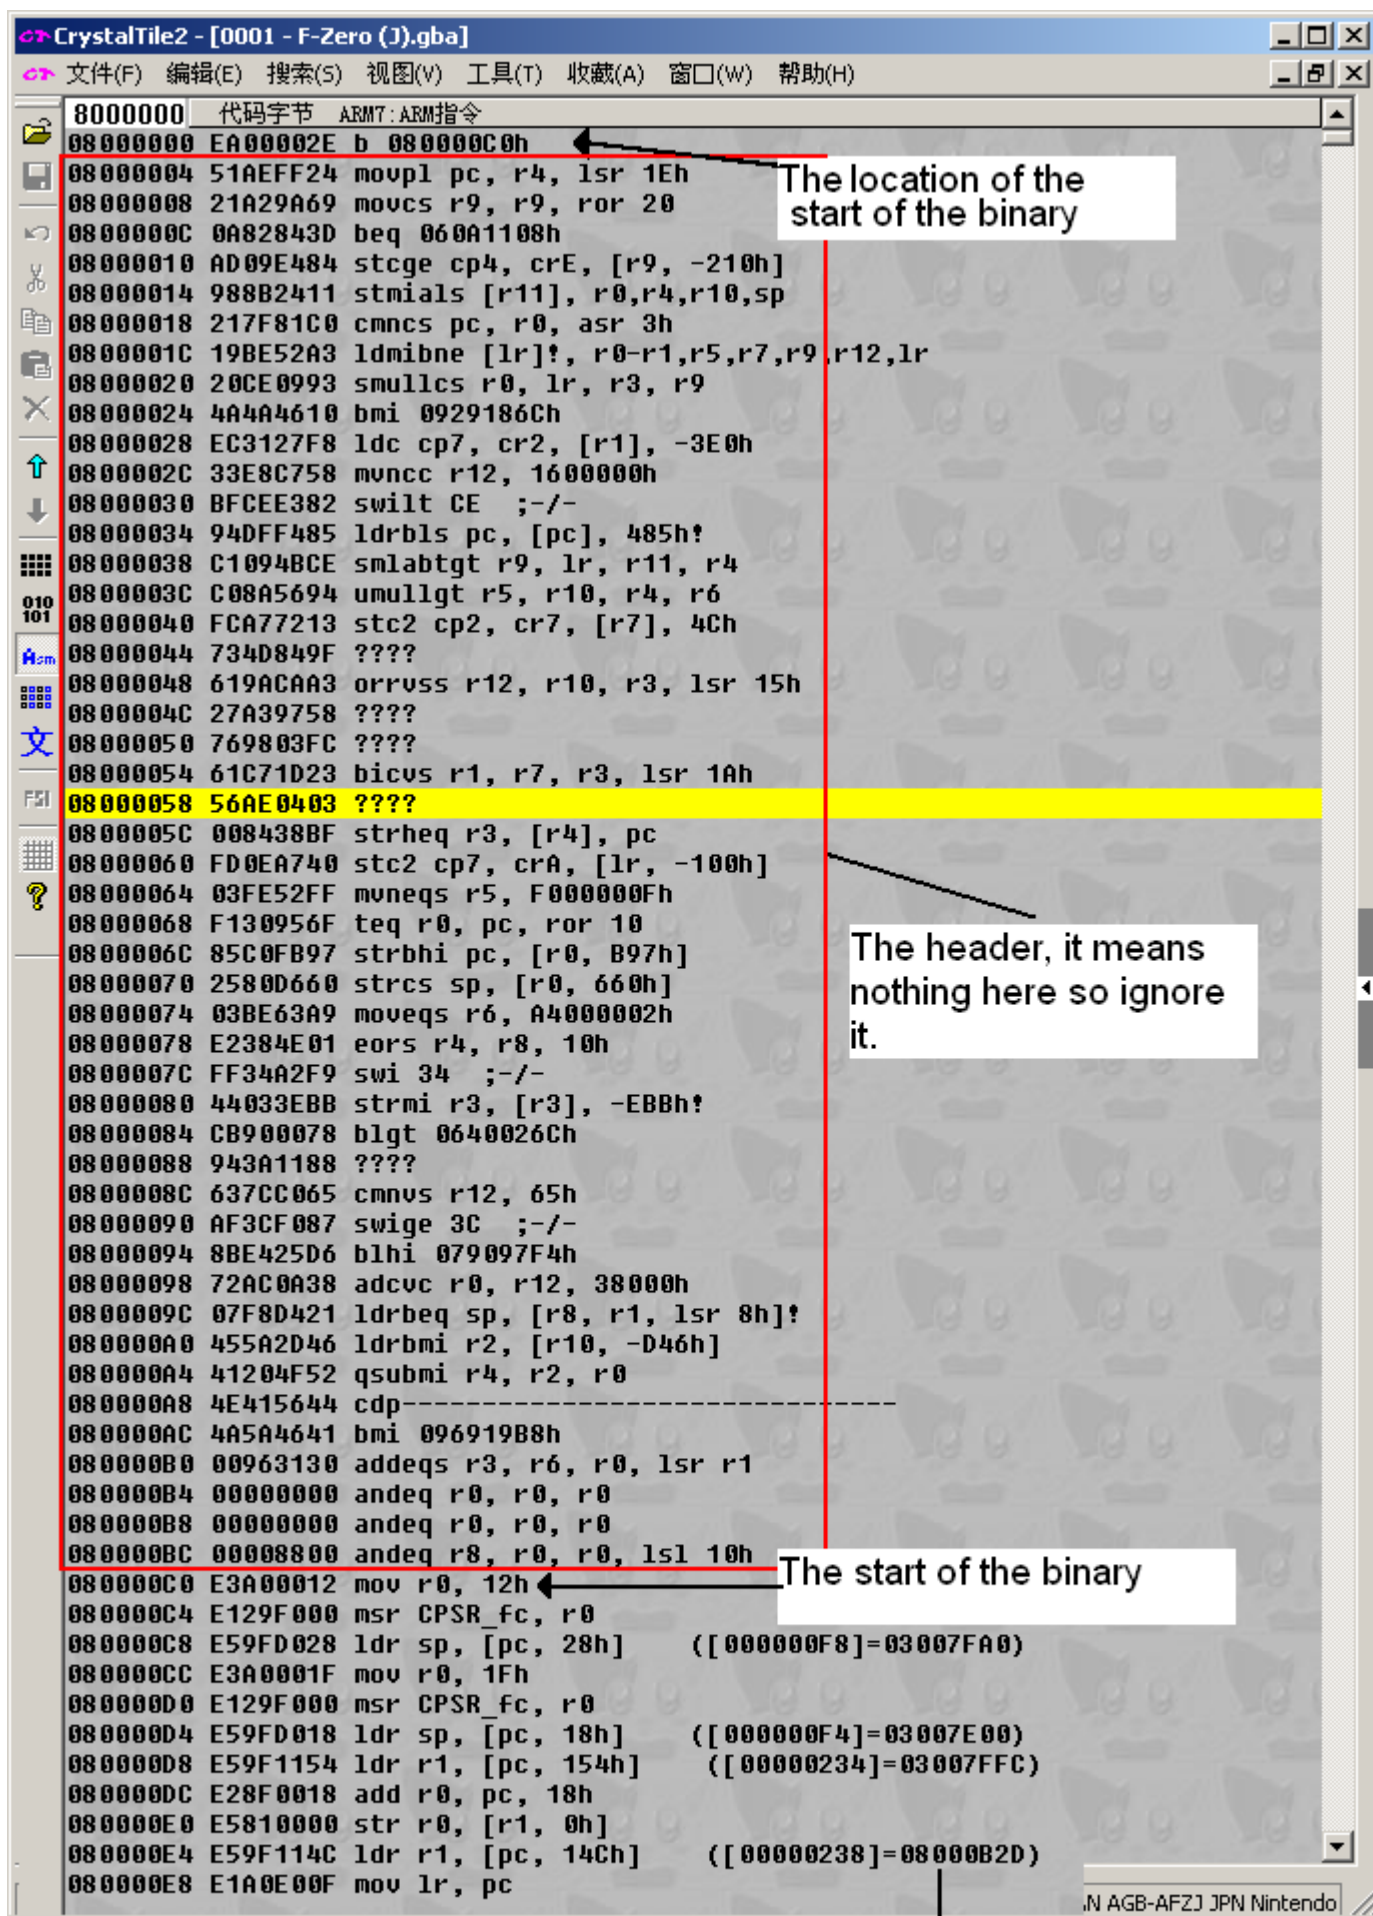 CrystalTile2 - [0001 - F-Zero (J).gba]
文件(F) 编辑(E) 搜索(S) 视图(V) 工具(T) 收藏(A) 窗口(W) 帮助(H)
8000000 代码字节 ARM7:ARM指令
08000000 EA00002E b 080000C0h
08000004 51AEFF24 movpl pc, r4, lsr 1Eh
The location of the
08000008 21A29A69 movcs r9, r9, ror 20
start of the binary
0800000C 0A82843D beq 060A1108h
08000010 AD09E484 stcge cp4, crE, [r9, -210h]
08000014 988B2411 stmials [r11], r0,r4,r10,sp
08000018 217F81C0 cmncs pc, r0, asr 3h
0800001C 19BE52A3 ldmibne [lr]!, r0-r1,r5,r7,r9,r12,lr
08000020 20CE0993 smullcs r0, lr, r3, r9
08000024 4A4A4610 bmi 0929186Ch
08000028 EC3127F8 ldc cp7, cr2, [r1], -3E0h
0800002C 33E8C758 mvncc r12, 1600000h
08000030 BFCEE382 swilt CE ;-/-
08000034 94DFF485 ldrbls pc, [pc], 485h!
08000038 C1094BCE smlabtgt r9, lr, r11, r4
0800003C C08A5694 umullgt r5, r10, r4, r6
08000040 FCA77213 stc2 cp2, cr7, [r7], 4Ch
08000044 734D849F ????
08000048 619ACAA3 orrvss r12, r10, r3, lsr 15h
0800004C 27A39758 ????
08000050 769803FC ????
08000054 61C71D23 bicvs r1, r7, r3, lsr 1Ah
08000058 56AE0403 ????
0800005C 008438BF strheq r3, [r4], pc
08000060 FD0EA740 stc2 cp7, crA, [lr, -100h]
08000064 03FE52FF mvneqs r5, F000000Fh
08000068 F130956F teq r0, pc, ror 10
0800006C 85C0FB97 strbhi pc, [r0, B97h]
The header, it means
08000070 2580D660 strcs sp, [r0, 660h]
nothing here so ignore
08000074 03BE63A9 moveqs r6, A4000002h
it.
08000078 E2384E01 eors r4, r8, 10h
0800007C FF34A2F9 swi 34 ;-/-
08000080 44033EBB strmi r3, [r3], -EBBh!
08000084 CB900078 blgt 0640026Ch
08000088 943A1188 ????
0800008C 637CC065 cmnvs r12, 65h
08000090 AF3CF087 swige 3C ;-/-
08000094 8BE425D6 blhi 079097F4h
08000098 72AC0A38 adcvc r0, r12, 38000h
0800009C 07F8D421 ldrbeq sp, [r8, r1, lsr 8h]!
080000A0 455A2D46 ldrbmi r2, [r10, -D46h]
080000A4 41204F52 qsubmi r4, r2, r0
080000A8 4E415644 cdp-------------------------------
080000AC 4A5A4641 bmi 096919B8h
080000B0 00963130 addeqs r3, r6, r0, lsr r1
080000B4 00000000 andeq r0, r0, r0
080000B8 00000000 andeq r0, r0, r0
080000BC 00008800 andeq r8, r0, r0, lsl 10h
080000C0 E3A00012 mov r0, 12h
The start of the binary
080000C4 E129F000 msr CPSR_fc, r0
080000C8 E59FD028 ldr sp, [pc, 28h] ([000000F8]=03007FA0)
080000CC E3A0001F mov r0, 1Fh
080000D0 E129F000 msr CPSR_fc, r0
080000D4 E59FD018 ldr sp, [pc, 18h] ([000000F4]=03007E00)
080000D8 E59F1154 ldr r1, [pc, 154h] ([00000234]=03007FFC)
080000DC E28F0018 add r0, pc, 18h
080000E0 E5810000 str r0, [r1, 0h]
080000E4 E59F114C ldr r1, [pc, 14Ch] ([00000238]=08000B2D)
080000E8 E1A0E00F mov lr, pc
AGB-AFZJ JPN Nintendo
010
101
Asm
文
FSI